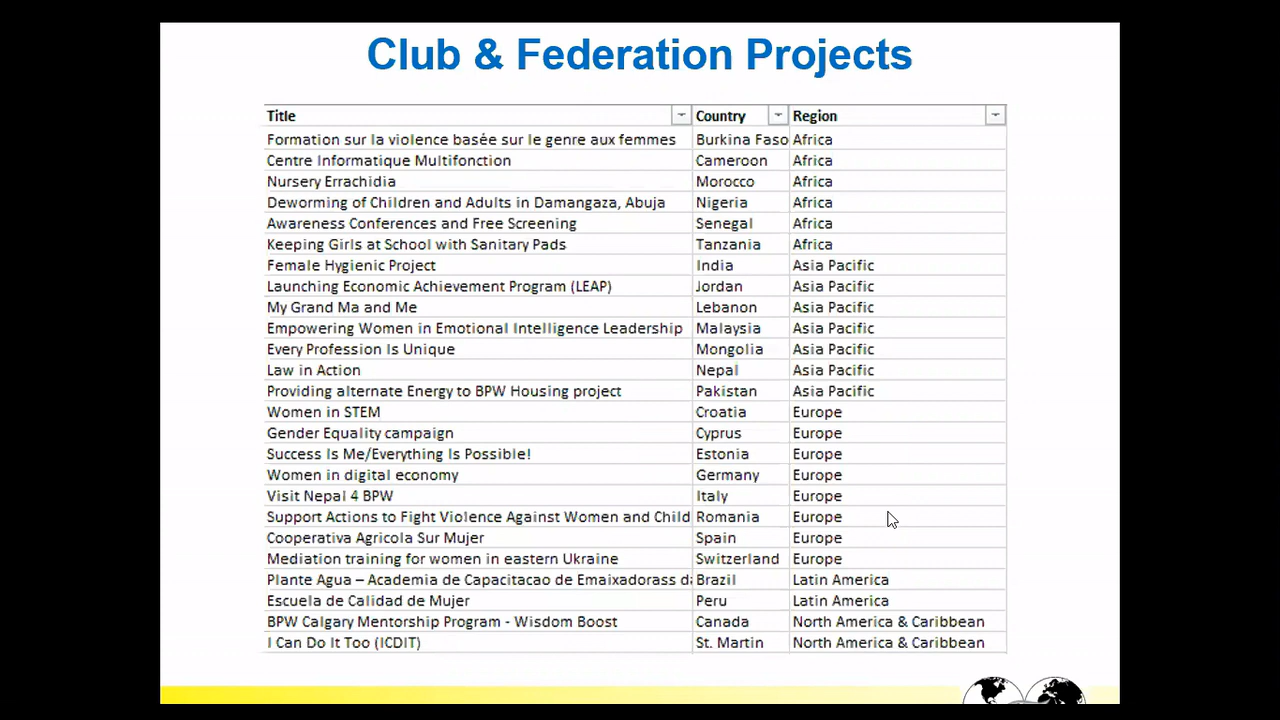 Club & Federation Projects
Title Country Region
Formation sur la violence basée sur le genre aux femmes Burkina Faso Africa
Centre Informatique Multifonction Cameroon Africa
Nursery Errachidia Morocco Africa
Deworming of Children and Adults in Damangaza, Abuja Nigeria Africa
Awareness Conferences and Free Screening Senegal Africa
Keeping Girls at School with Sanitary Pads Tanzania Africa
Female Hygienic Project India Asia Pacific
Launching Economic Achievement Program (LEAP) Jordan Asia Pacific
My Grand Ma and Me Lebanon Asia Pacific
Empowering Women in Emotional Intelligence Leadership Malaysia Asia Pacific
Every Profession Is Unique Mongolia Asia Pacific
Law in Action Nepal Asia Pacific
Providing alternate Energy to BPW Housing project Pakistan Asia Pacific
Women in STEM Croatia Europe
Gender Equality campaign Cyprus Europe
Success Is Me/Everything Is Possible! Estonia Europe
Women in digital economy Germany Europe
Visit Nepal 4 BPW Italy Europe
Support Actions to Fight Violence Against Women and Child Romania Europe
Cooperativa Agricola Sur Mujer Spain Europe
Mediation training for women in eastern Ukraine Switzerland Europe
Plante Agua – Academia de Capacitacao de Emaixadorass da Brazil Latin America
Escuela de Calidad de Mujer Peru Latin America
BPW Calgary Mentorship Program - Wisdom Boost Canada North America & Caribbean
I Can Do It Too (ICDIT) St. Martin North America & Caribbean